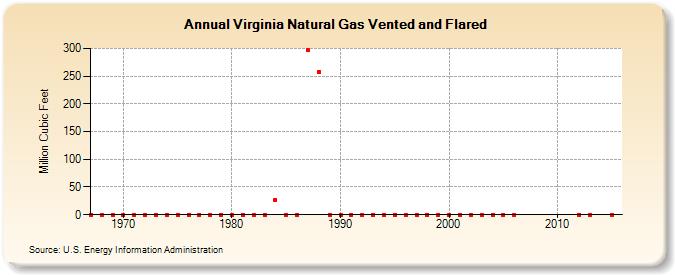 Annual Virginia Natural Gas Vented and Flared
Million Cubic Feet
300
250
200
150
100
50
0
1970 1980 1990 2000 2010
Source: U.S. Energy Information Administration